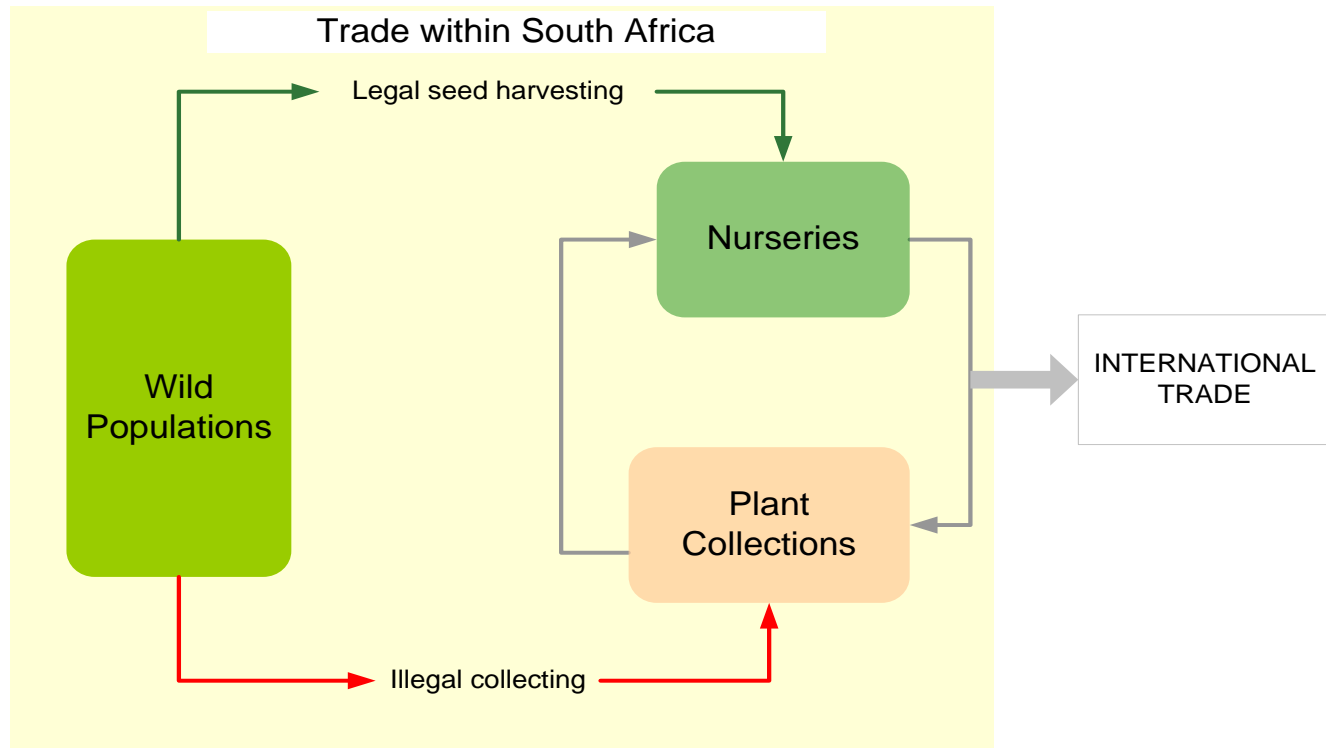 Trade within South Africa
Legal seed harvesting
Nurseries
Wild
Populations
INTERNATIONAL
TRADE
Plant
Collections
Illegal collecting